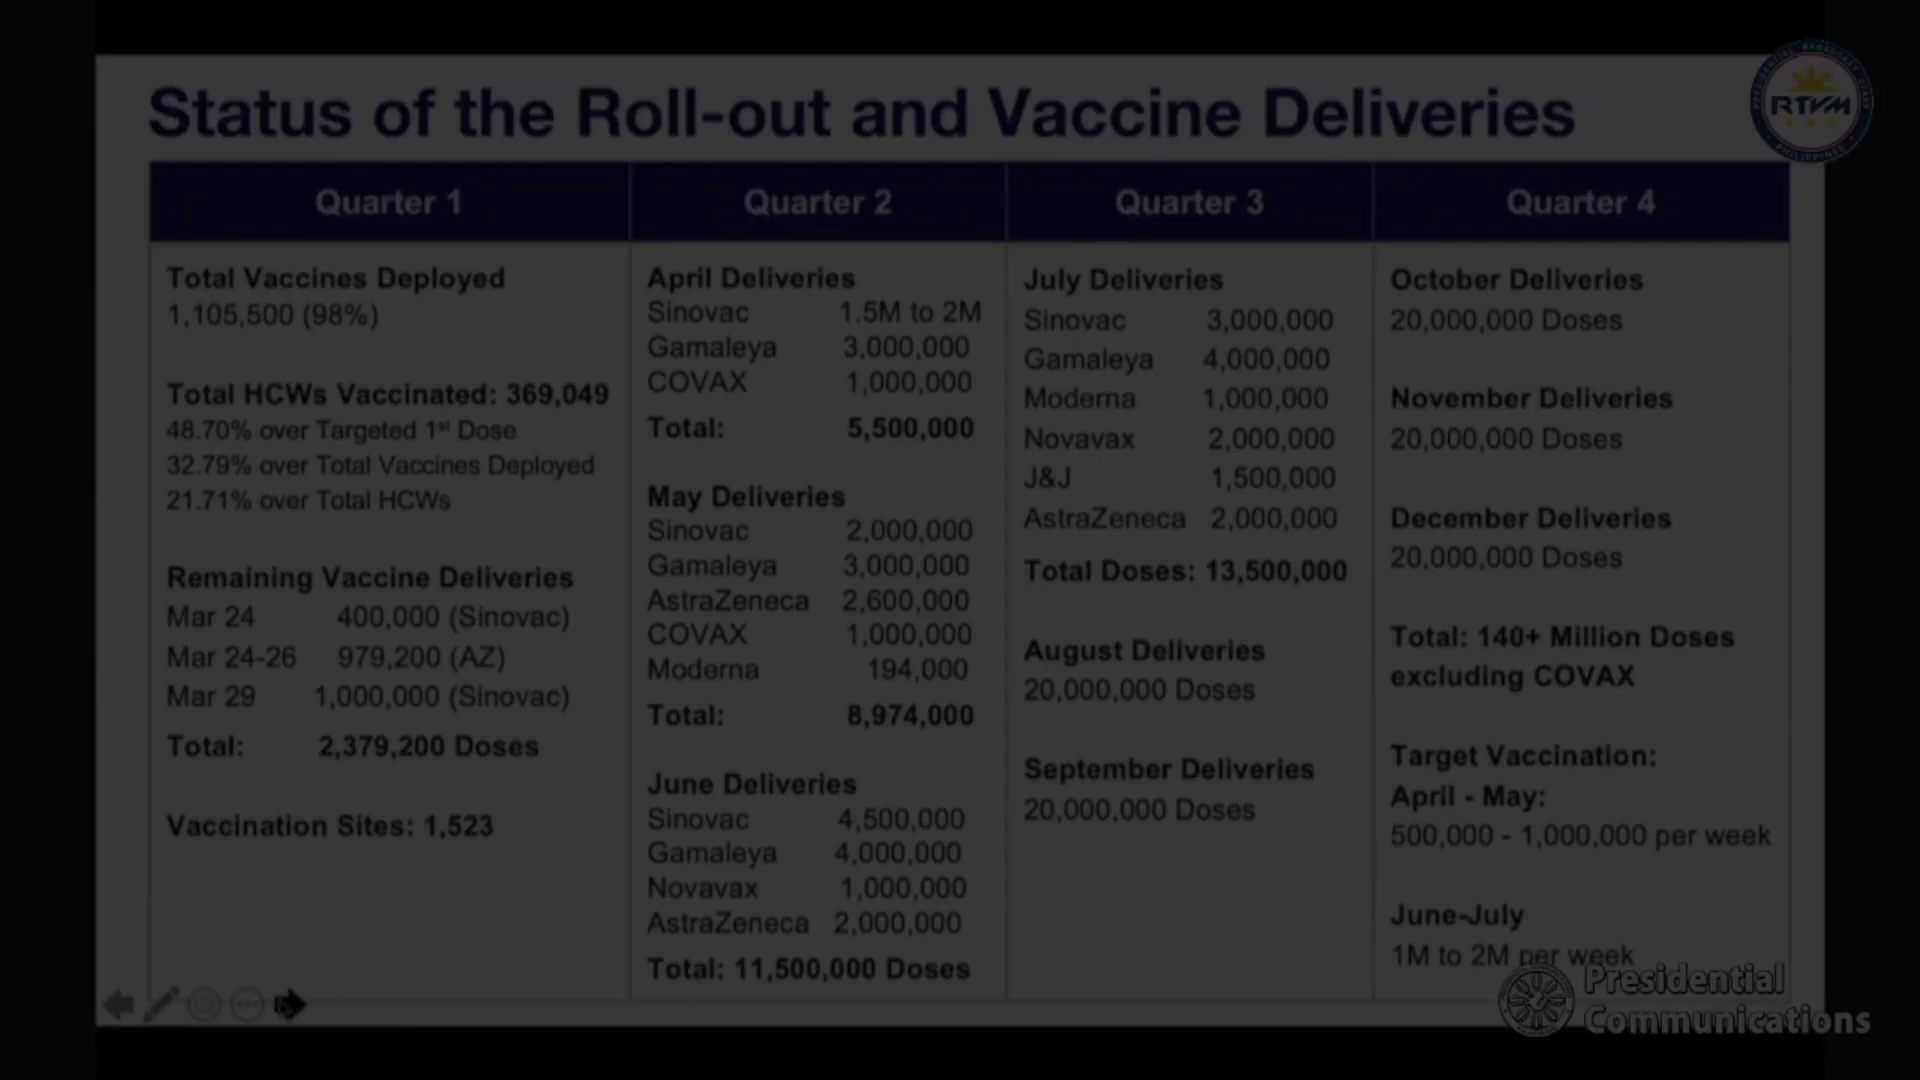 Status of the Roll-out and Vaccine Deliveries
RTVM
PHILIPPINES
Quarter 1
Total Vaccines Deployed
1,105,500 (98%)
Total HCWs Vaccinated: 369,049
48.70% over Targeted 1st Dose
32.79% over Total Vaccines Deployed
21.71% over Total HCWs
Remaining Vaccine Deliveries
Mar 24 400,000 (Sinovac)
Mar 24-26 979,200 (AZ)
Mar 29 1,000,000 (Sinovac)
Total: 2,379,200 Doses
Vaccination Sites: 1,523
Quarter 2
April Deliveries
Sinovac 1.5M to 2M
Gamaleya 3,000,000
COVAX 1,000,000
Total: 5,500,000
May Deliveries
Sinovac 2,000,000
Gamaleya 3,000,000
AstraZeneca 2,600,000
COVAX 1,000,000
Moderna 194,000
Total: 8,974,000
June Deliveries
Sinovac 4,500,000
Gamaleya 4,000,000
Novavax 1,000,000
AstraZeneca 2,000,000
Total: 11,500,000 Doses
Quarter 3
July Deliveries
Sinovac 3,000,000
Gamaleya 4,000,000
Moderna 1,000,000
Novavax 2,000,000
J&J 1,500,000
AstraZeneca 2,000,000
Total Doses: 13,500,000
August Deliveries
20,000,000 Doses
September Deliveries
20,000,000 Doses
Quarter 4
October Deliveries
20,000,000 Doses
November Deliveries
20,000,000 Doses
December Deliveries
20,000,000 Doses
Total: 140+ Million Doses
excluding COVAX
Target Vaccination:
April - May:
500,000 - 1,000,000 per week
June-July
1M to 2M per week
Presidential
Communications